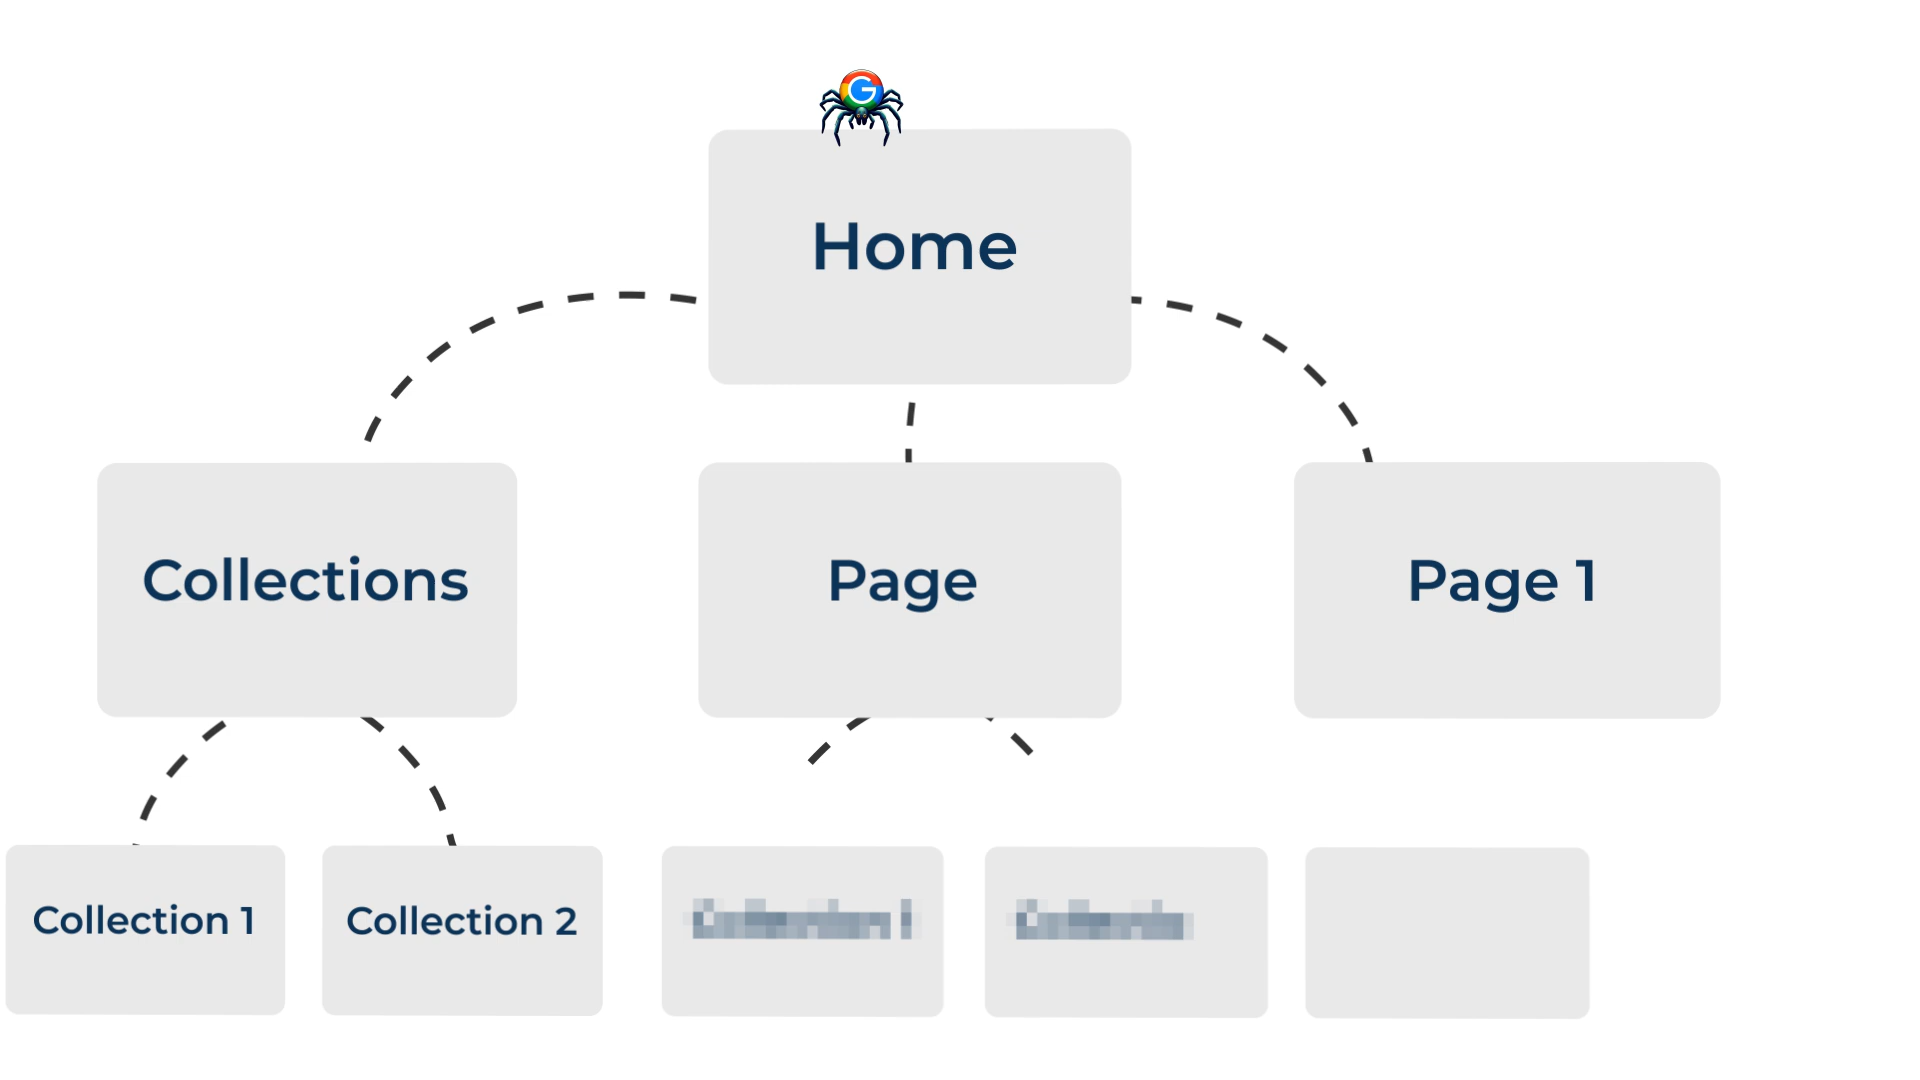 Home
Collections
Page
Page 1
Collection 1
Collection 2